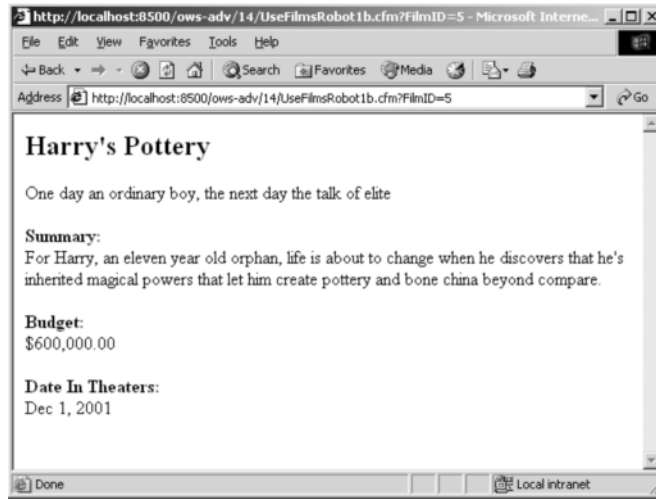 http://localhost:8500/ows-adv/14/UseFilmsRobot1b.cfm?FilmID=5 - Microsoft Interne...
File Edit View Favorites Tools Help
Back Search Favorites Media
Address http://localhost:8500/ows-adv/14/UseFilmsRobot1b.cfm?FilmID=5 Go
Harry's Pottery
One day an ordinary boy, the next day the talk of elite
Summary:
For Harry, an eleven year old orphan, life is about to change when he discovers that he's
inherited magical powers that let him create pottery and bone china beyond compare.
Budget:
$600,000.00
Date In Theaters:
Dec 1, 2001
Done Local intranet